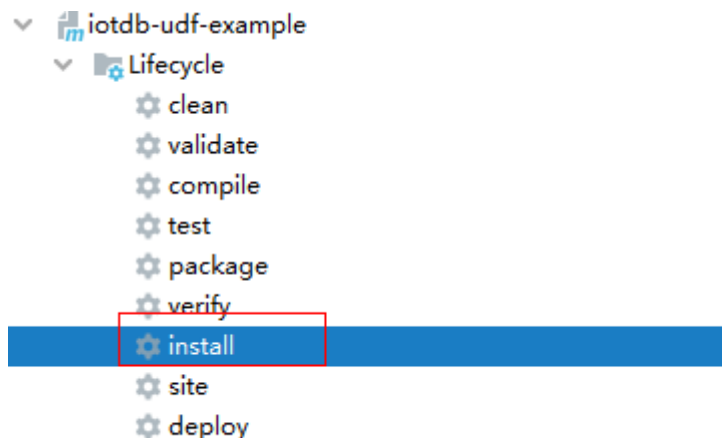 iotdb-udf-example
Lifecycle
clean
validate
compile
test
package
verify
install
site
deploy